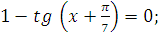 1 − tg (x + π/7) = 0;